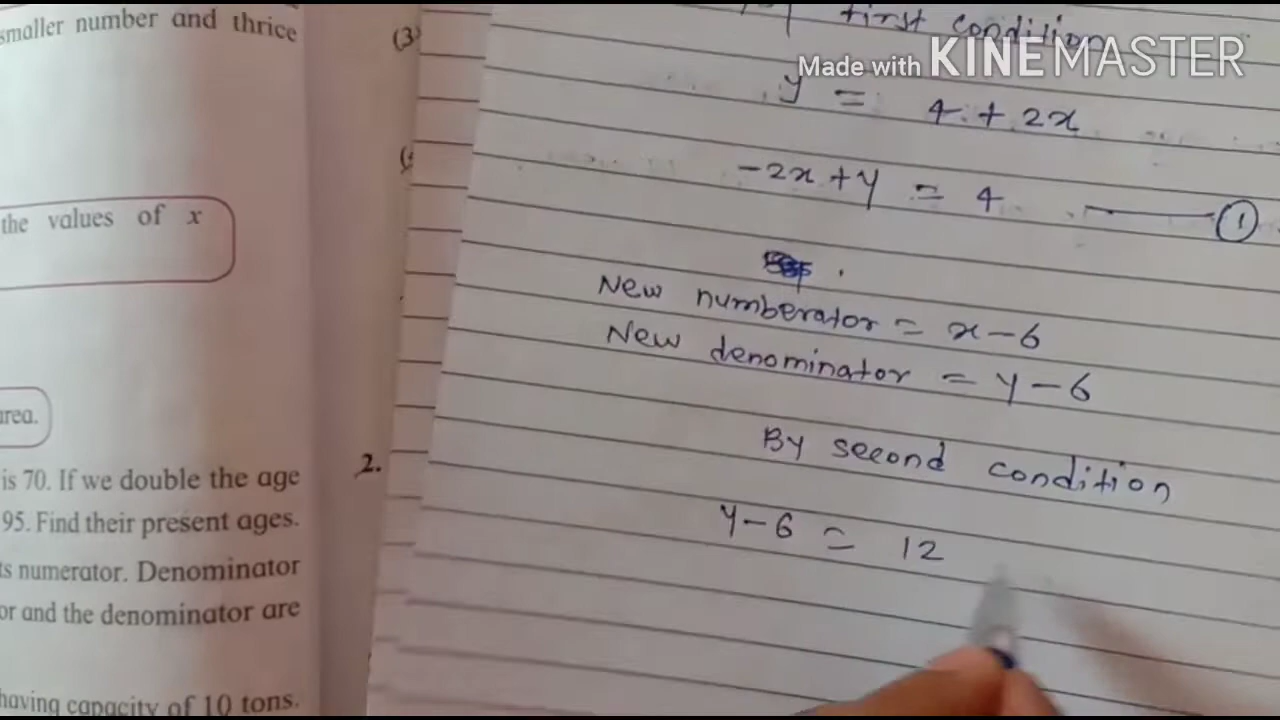 smaller number and thrice
the values of x
area.
is 70. If we double the age
95. Find their present ages.
ts numerator. Denominator
or and the denominator are
having capacity of 10 tons.
(3)
2.
first condition
Made with KINEMASTER
y = 4 + 2x
-2x + y = 4 ——— ①
New numberator = x - 6
New denominator = y - 6
By second condition
y - 6 = 12